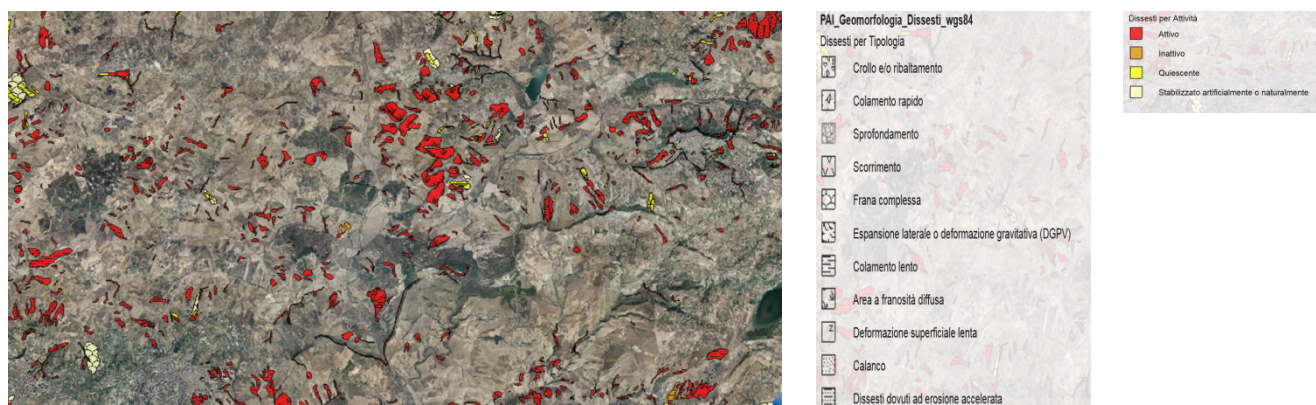 PAI_Geomorfologia_Dissesti_wgs84
Dissesti per Tipologia
Crollo e/o ribaltamento
Colamento rapido
Sprofondamento
Scorrimento
Frana complessa
Espansione laterale o deformazione gravitativa (DGPV)
Colamento lento
Area a franosità diffusa
Deformazione superficiale lenta
Calanco
Dissesti dovuti ad erosione accelerata
Dissesti per Attività
Attivo
Inattivo
Quiescente
Stabilizzato artificialmente o naturalmente